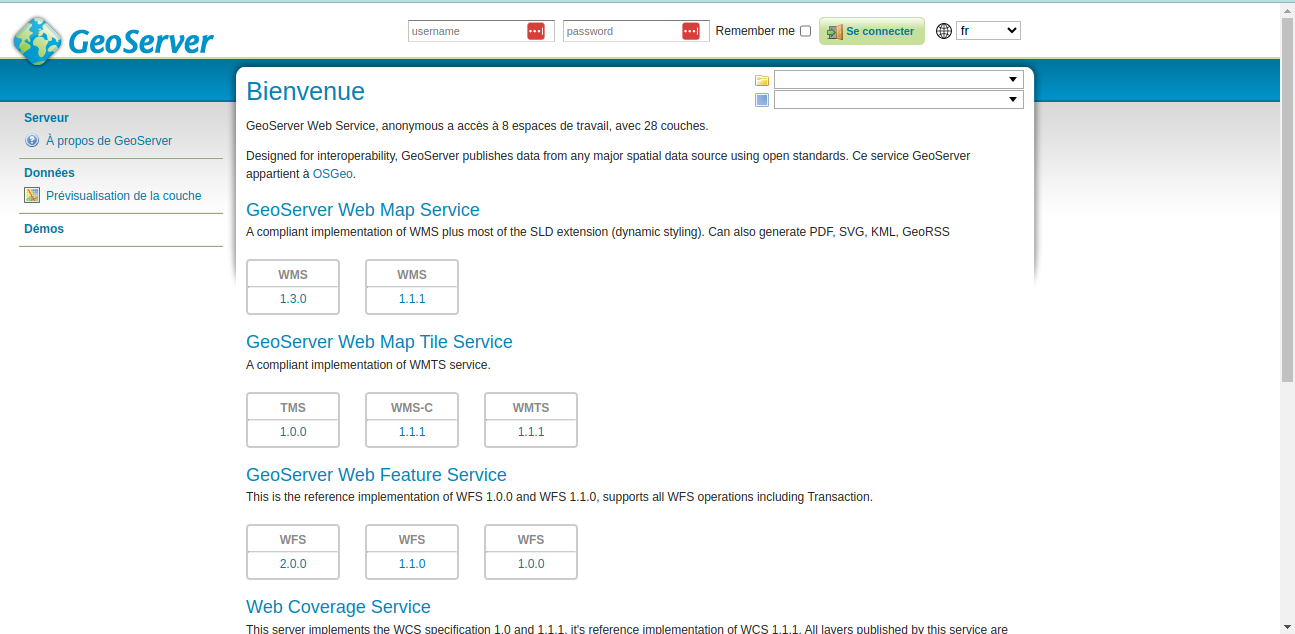 GeoServer
username
password
Remember me
Se connecter
fr
Bienvenue
Serveur
À propos de GeoServer
Données
Prévisualisation de la couche
Démos
GeoServer Web Service, anonymous a accès à 8 espaces de travail, avec 28 couches.
Designed for interoperability, GeoServer publishes data from any major spatial data source using open standards. Ce service GeoServer
appartient à OSGeo.
GeoServer Web Map Service
A compliant implementation of WMS plus most of the SLD extension (dynamic styling). Can also generate PDF, SVG, KML, GeoRSS
WMS WMS
1.3.0 1.1.1
GeoServer Web Map Tile Service
A compliant implementation of WMTS service.
TMS WMS-C WMTS
1.0.0 1.1.1 1.1.1
GeoServer Web Feature Service
This is the reference implementation of WFS 1.0.0 and WFS 1.1.0, supports all WFS operations including Transaction.
WFS WFS WFS
2.0.0 1.1.0 1.0.0
Web Coverage Service
This server implements the WCS specification 1.0 and 1.1.1, it's reference implementation of WCS 1.1.1. All layers published by this service are